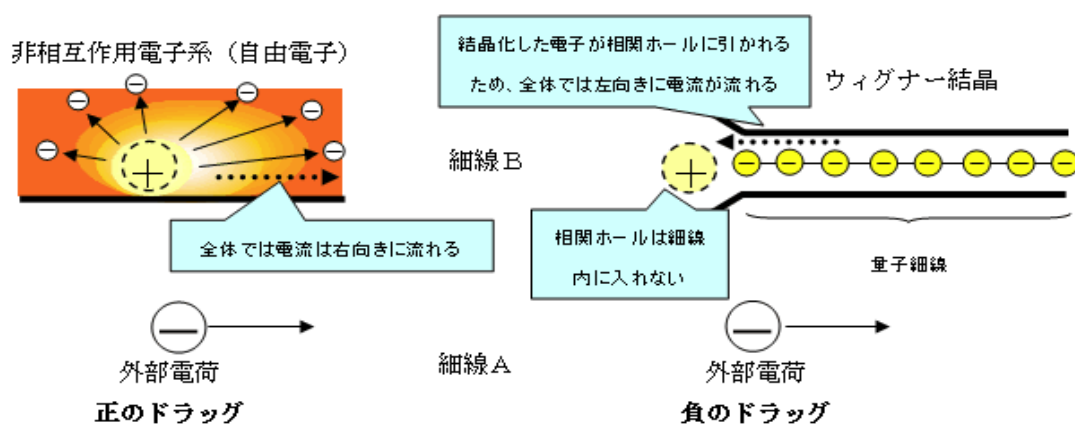 非相互作用電子系（自由電子）
全体では電流は右向きに流れる
外部電荷
正のドラッグ
細線Ｂ
細線Ａ
結晶化した電子が相関ホールに引かれる
ため、全体では左向きに電流が流れる
ウィグナー結晶
相関ホールは細線
内に入れない
量子細線
外部電荷
負のドラッグ